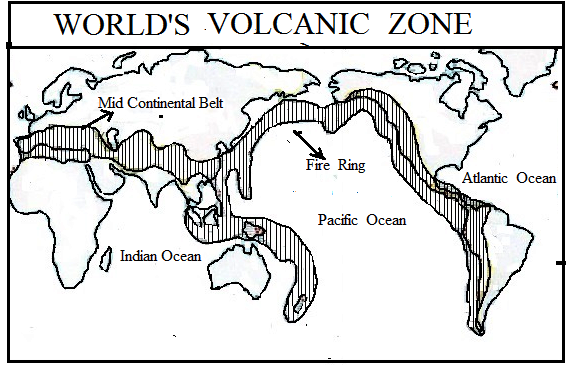 WORLD'S VOLCANIC ZONE
Mid Continental Belt
Fire Ring
Atlantic Ocean
Pacific Ocean
Indian Ocean